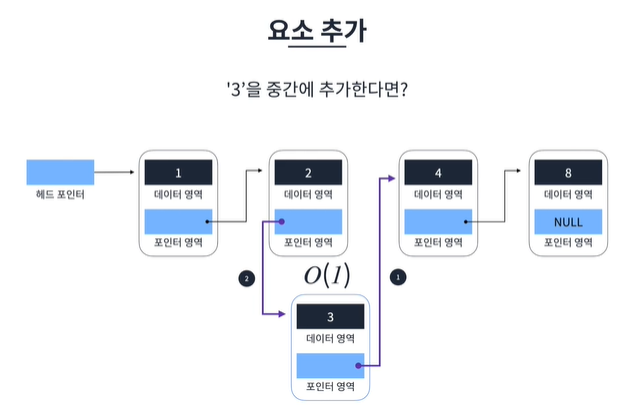 요소 추가
'3’을 중간에 추가한다면?
헤드 포인터
1
데이터 영역
포인터 영역
2
데이터 영역
포인터 영역
4
데이터 영역
포인터 영역
8
데이터 영역
NULL
포인터 영역
2
O(1)
1
3
데이터 영역
포인터 영역